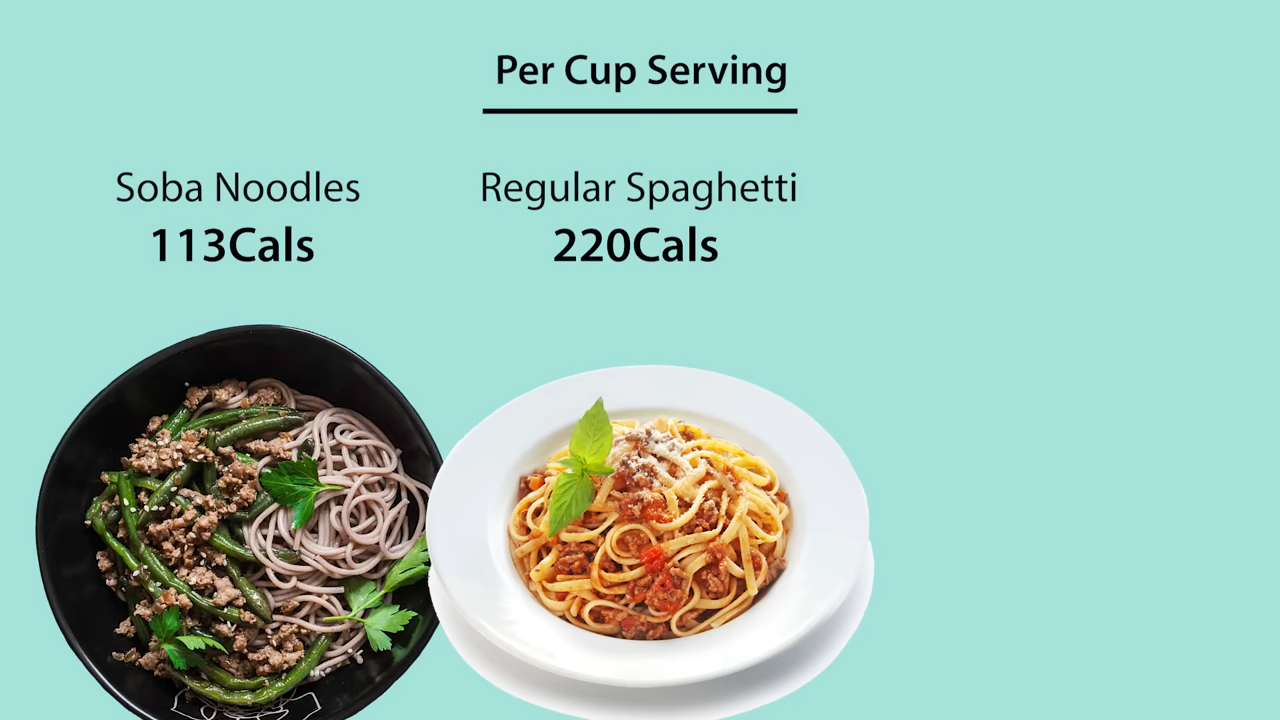 Per Cup Serving
Soba Noodles
113Cals
Regular Spaghetti
220Cals